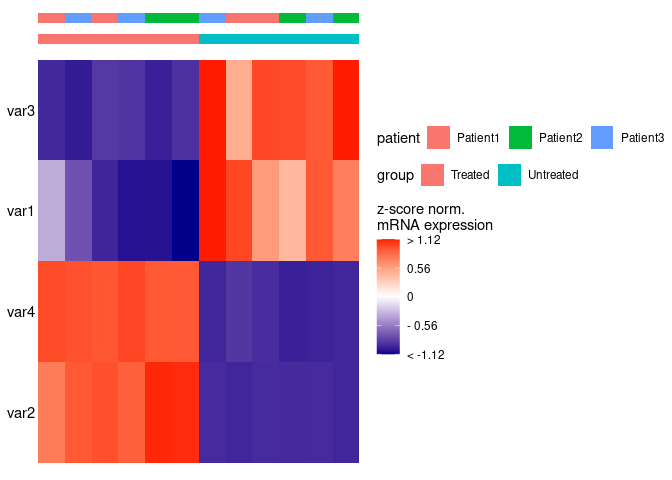 var3
var1
var4
var2
patient Patient1 Patient2 Patient3
group Treated Untreated
z-score norm.
mRNA expression
> 1.12
0.56
0
- 0.56
< -1.12